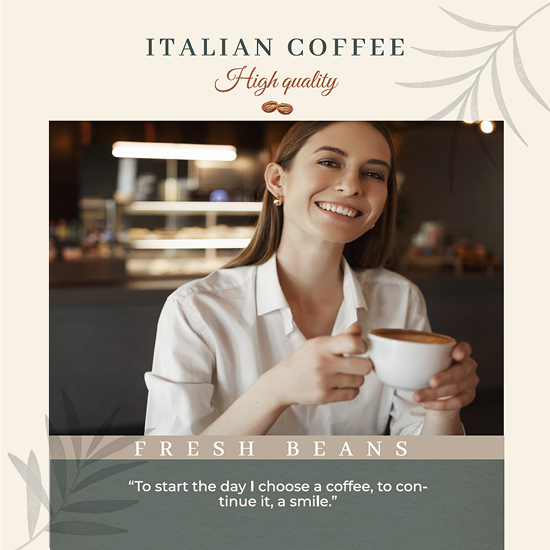 ITALIAN COFFEE
High quality
FRESH BEANS
“To start the day I choose a coffee, to con-
tinue it, a smile.”